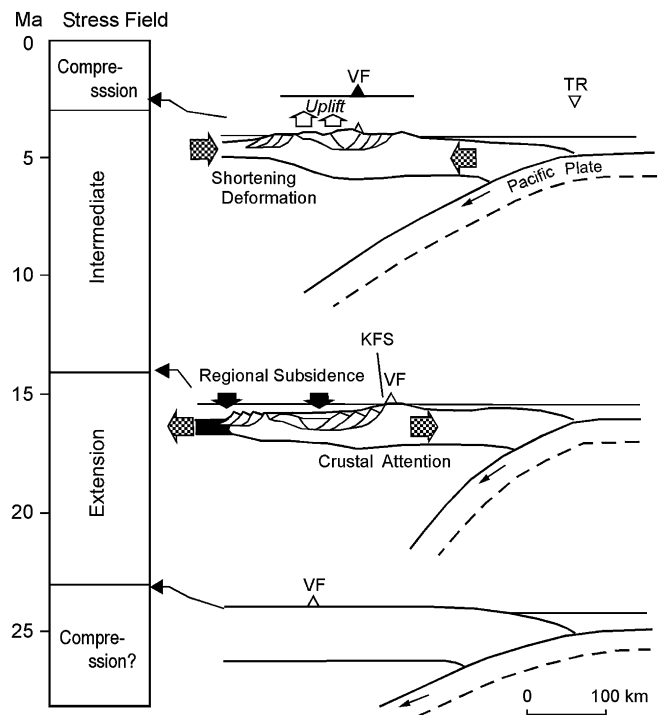 Ma Stress Field
0
Compre-
sssion
VF
TR
Uplift
5
Shortening
Deformation
Pacific Plate
Intermediate
10
KFS
15
Regional Subsidence
VF
Crustal Attention
Extension
20
VF
25
Compre-
ssion?
0 100 km